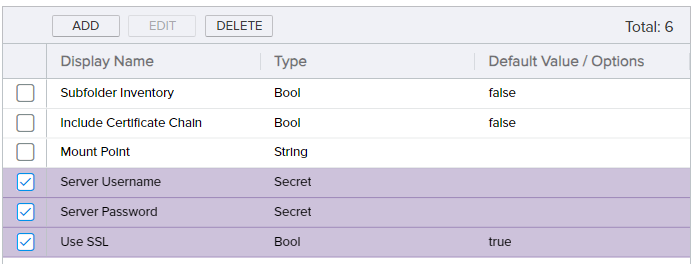 ADD EDIT DELETE Total: 6
Display Name Type Default Value / Options
Subfolder Inventory Bool false
Include Certificate Chain Bool false
Mount Point String
Server Username Secret
Server Password Secret
Use SSL Bool true